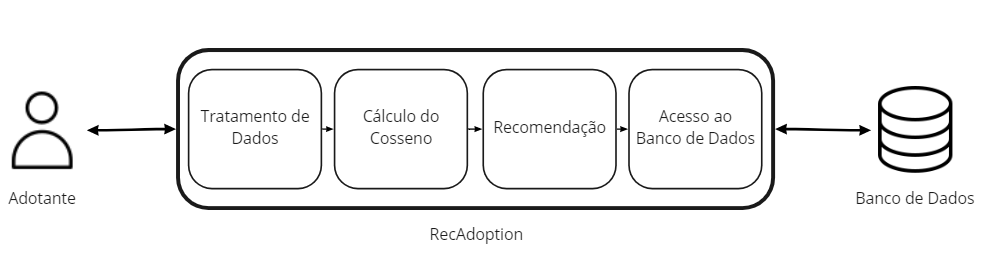 Tratamento de
Dados
Cálculo do
Cosseno
Recomendação
Acesso ao
Banco de Dados
Adotante
Banco de Dados
RecAdoption